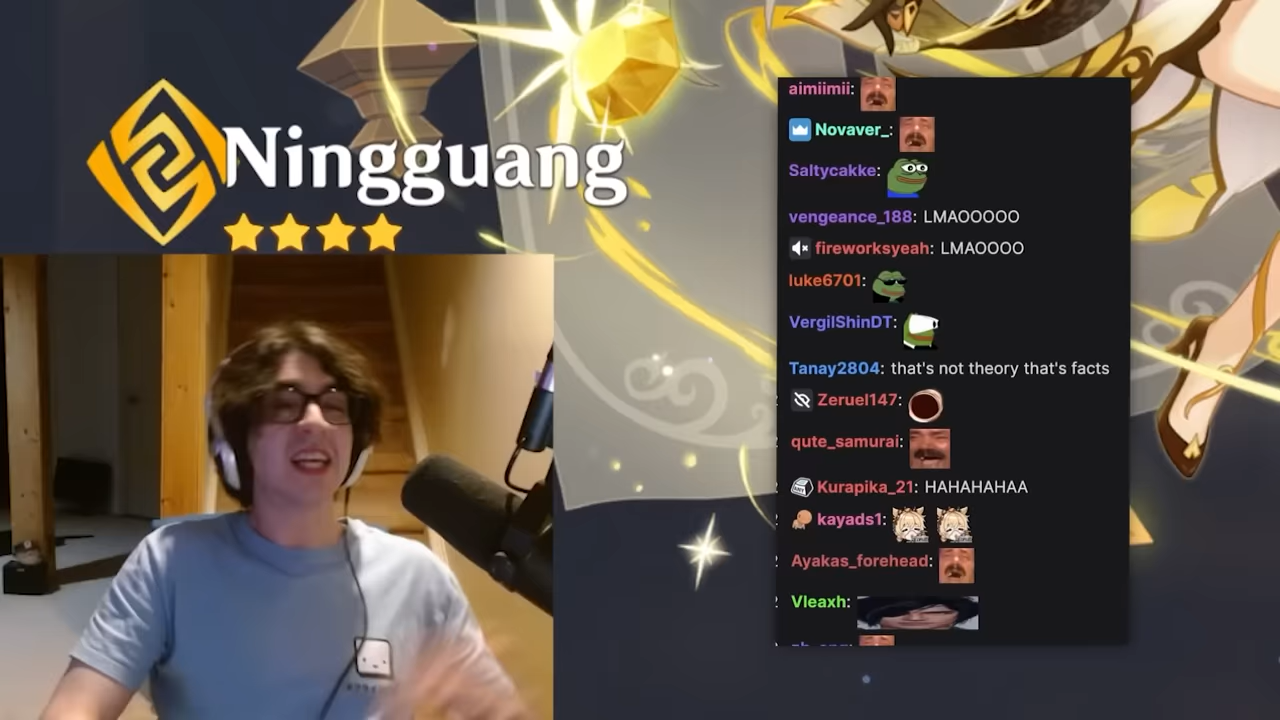 Ningguang
aimiimii:
Novaver_:
Saltycakke:
vengeance_188: LMAOOOOO
fireworksyeah: LMAOOOO
luke6701:
VergilShinDT:
Tanay2804: that's not theory that's facts
Zeruel147:
qute_samurai:
Kurapika_21: HAHAHAHAA
kayads1:
Ayakas_forehead:
Vleaxh: